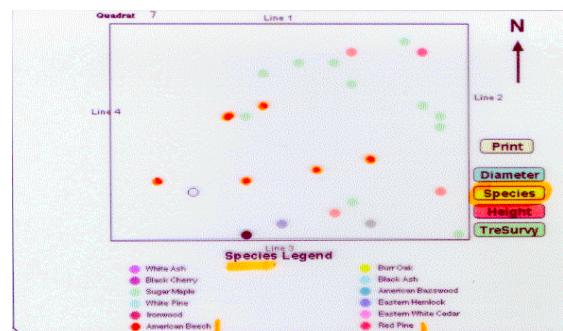 Quadrat 7
Line 1
N
Line 4
Line 2
Print
Diameter
Species
Height
TreSurvy
Line 3
Species Legend
White Ash
Black Cherry
Sugar Maple
White Pine
Ironwood
American Beech
Burr Oak
Black Ash
American Basswood
Eastern Hemlock
Eastern White Cedar
Red Pine